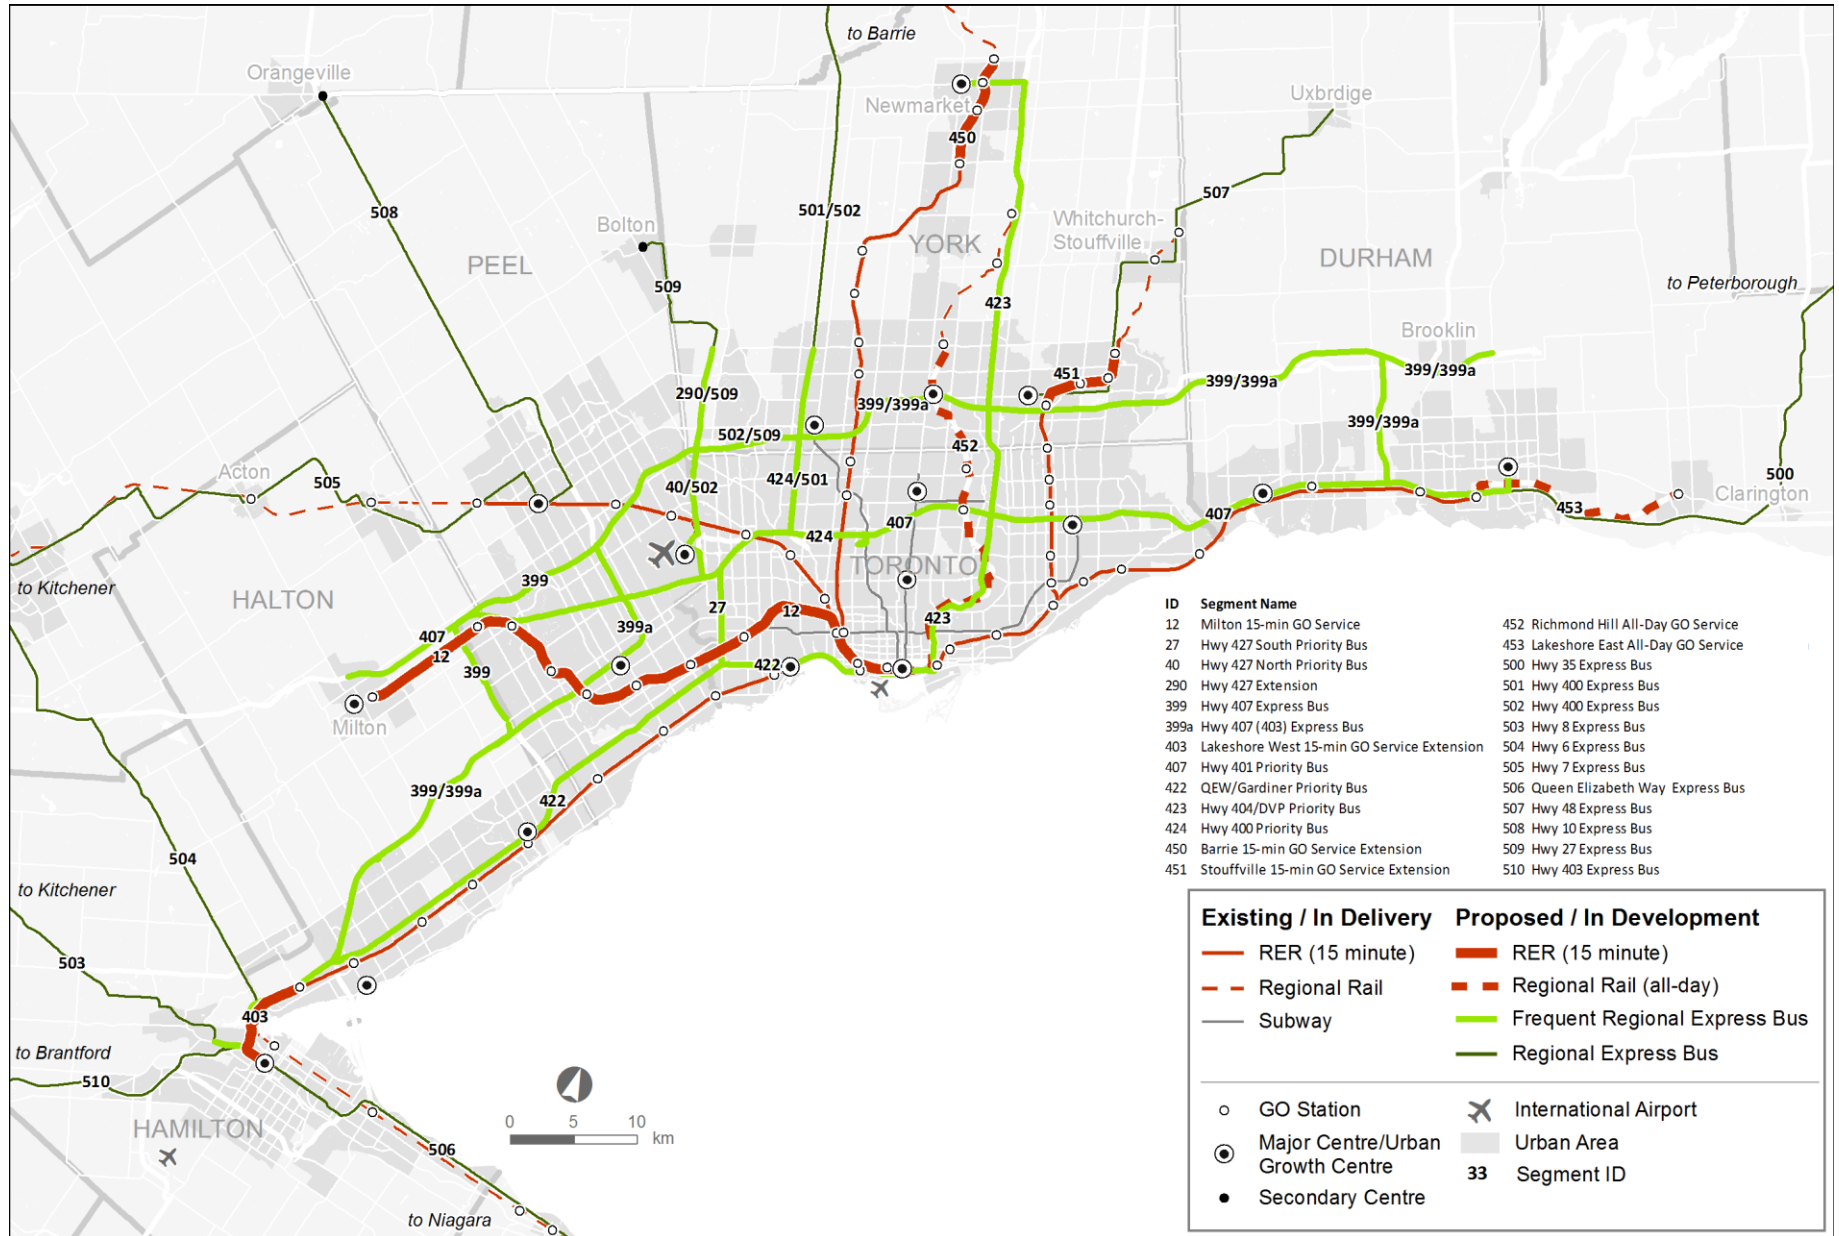 to Barrie
Orangeville
Newmarket
Uxbrdige
450
508
507
501/502
Bolton
Whitchurch-
Stouffville
YORK
PEEL
DURHAM
509
to Peterborough
423
Brooklin
451
399/399a
399/399a
290/509
399/399a
399/399a
502/509
452
Acton
505
40/502
424/501
500
Clarington
453
407
407
424
TORONTO
399
to Kitchener
HALTON
27
12
423
399a
407
12
399
422
Milton
399/399a
422
504
to Kitchener
503
403
to Brantford
510
HAMILTON
506
to Niagara
0 5 10
km
ID Segment Name
12 Milton 15-min GO Service
27 Hwy 427 South Priority Bus
40 Hwy 427 North Priority Bus
290 Hwy 427 Extension
399 Hwy 407 Express Bus
399a Hwy 407 (403) Express Bus
403 Lakeshore West 15-min GO Service Extension
407 Hwy 401 Priority Bus
422 QEW/Gardiner Priority Bus
423 Hwy 404/DVP Priority Bus
424 Hwy 400 Priority Bus
450 Barrie 15-min GO Service Extension
451 Stouffville 15-min GO Service Extension
452 Richmond Hill All-Day GO Service
453 Lakeshore East All-Day GO Service
500 Hwy 35 Express Bus
501 Hwy 400 Express Bus
502 Hwy 400 Express Bus
503 Hwy 8 Express Bus
504 Hwy 6 Express Bus
505 Hwy 7 Express Bus
506 Queen Elizabeth Way Express Bus
507 Hwy 48 Express Bus
508 Hwy 10 Express Bus
509 Hwy 27 Express Bus
510 Hwy 403 Express Bus
Existing / In Delivery
RER (15 minute)
Regional Rail
Subway
Proposed / In Development
RER (15 minute)
Regional Rail (all-day)
Frequent Regional Express Bus
Regional Express Bus
GO Station
Major Centre/Urban
Growth Centre
Secondary Centre
International Airport
Urban Area
33 Segment ID